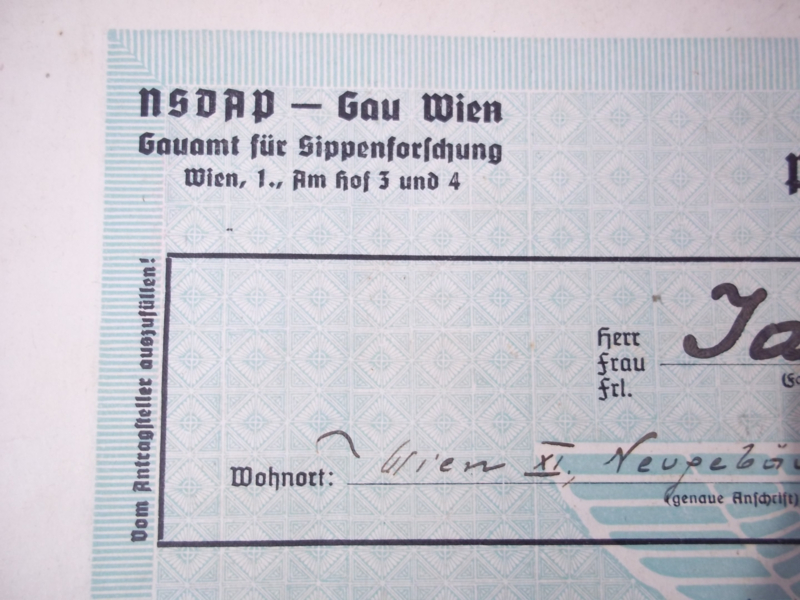 NSDAP — Gau Wien
Gauamt für Sippenforschung
Wien, 1., Am Hof 3 und 4
Vom Antragsteller auszufüllen!
Herr
Frau
Frl.
Wohnort: Wien XI,
(genaue Anschrift)